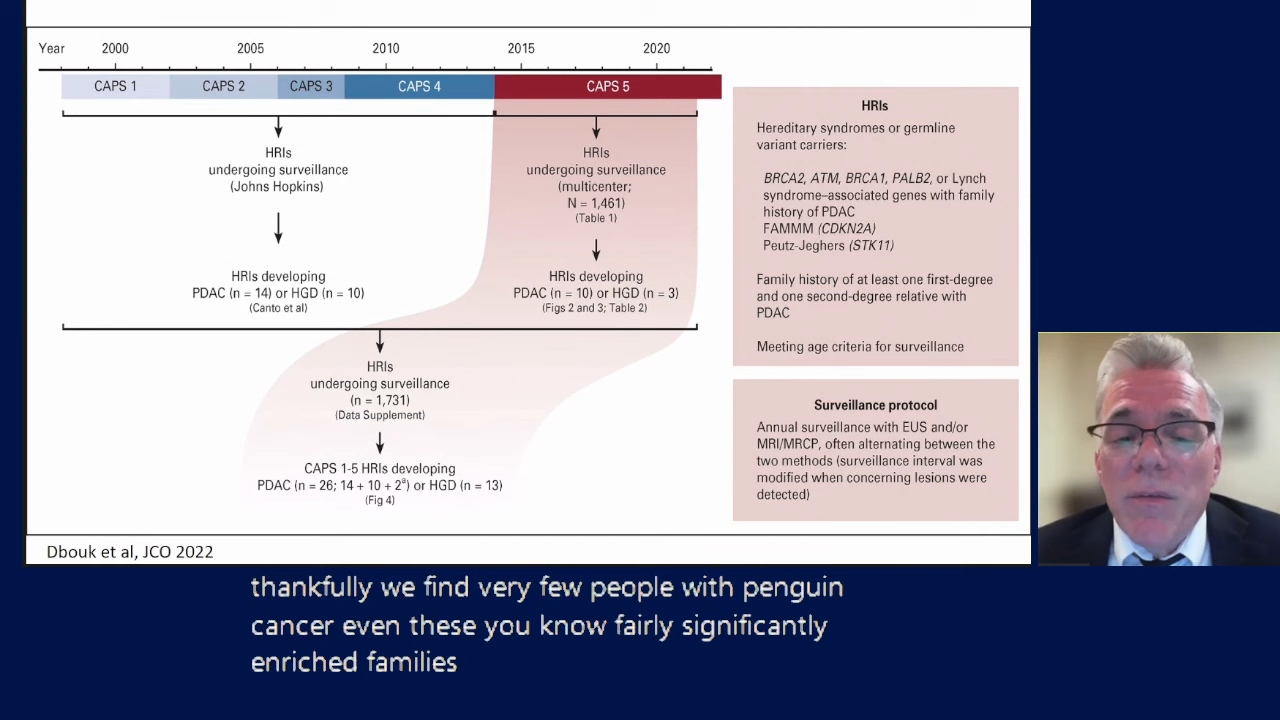 Year 2000 2005 2010 2015 2020
CAPS 1 CAPS 2 CAPS 3 CAPS 4 CAPS 5
HRIs
undergoing surveillance
(Johns Hopkins)
HRIs developing
PDAC (n = 14) or HGD (n = 10)
(Canto et al)
HRIs
undergoing surveillance
(multicenter;
N = 1,461)
(Table 1)
HRIs developing
PDAC (n = 10) or HGD (n = 3)
(Figs 2 and 3; Table 2)
HRIs
undergoing surveillance
(n = 1,731)
(Data Supplement)
CAPS 1-5 HRIs developing
PDAC (n = 26; 14 + 10 + 2ª) or HGD (n = 13)
(Fig 4)
HRIs
Hereditary syndromes or germline
variant carriers:
BRCA2, ATM, BRCA1, PALB2, or Lynch
syndrome–associated genes with family
history of PDAC
FAMMM (CDKN2A)
Peutz-Jeghers (STK11)
Family history of at least one first-degree
and one second-degree relative with
PDAC
Meeting age criteria for surveillance
Surveillance protocol
Annual surveillance with EUS and/or
MRI/MRCP, often alternating between the
two methods (surveillance interval was
modified when concerning lesions were
detected)
Dbouk et al, JCO 2022
thankfully we find very few people with penguin
cancer even these you know fairly significantly
enriched families